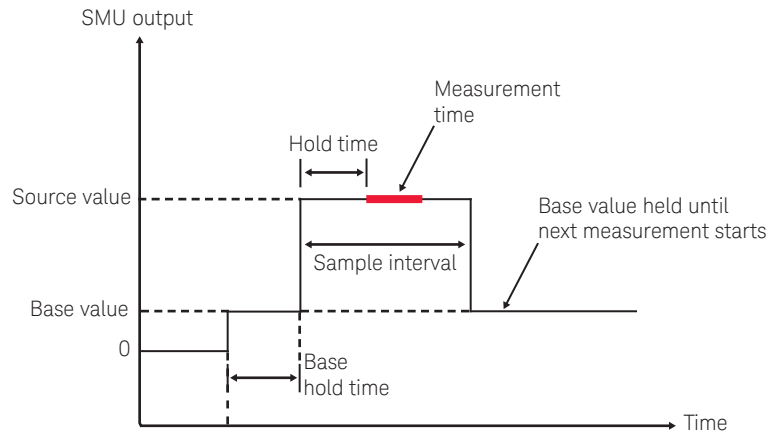 SMU output
Measurement
time
Hold time
Source value
Base value held until
next measurement starts
Sample interval
Base value
0
Base
hold time
Time